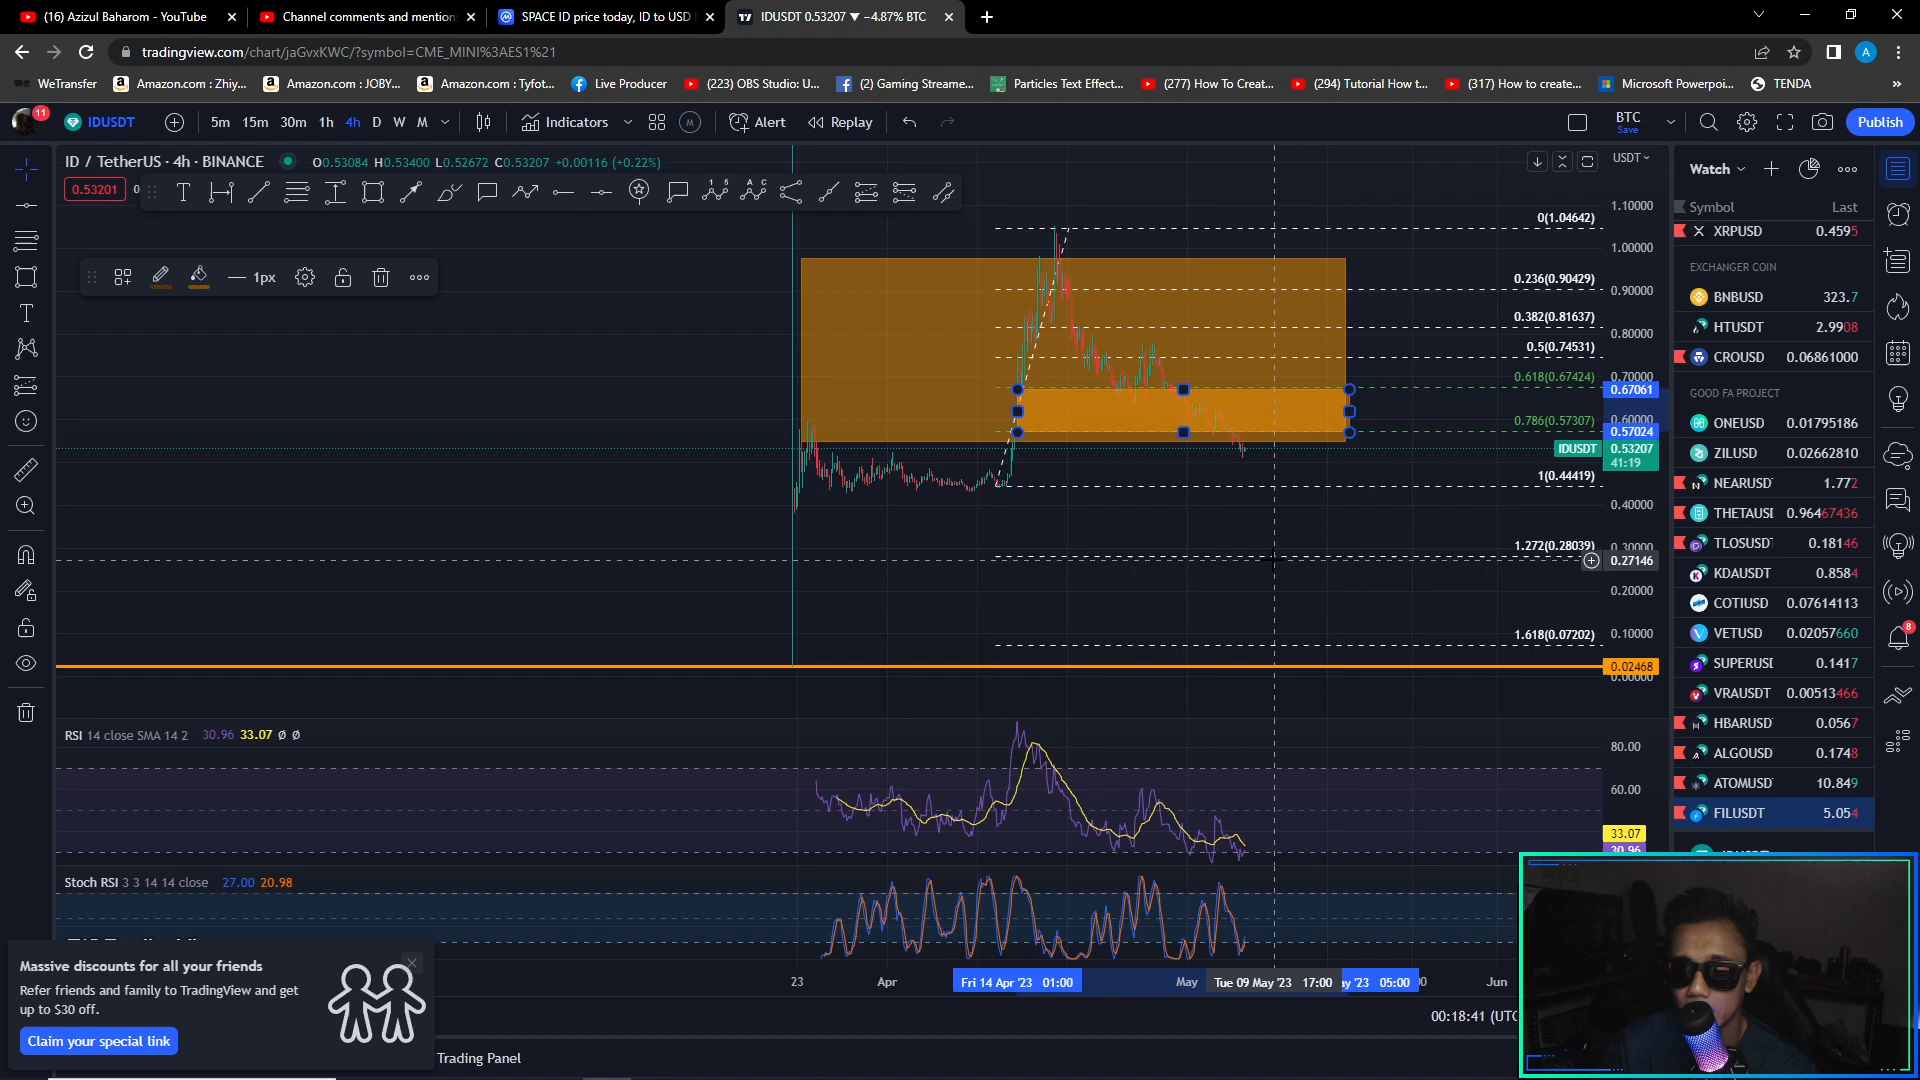 (16) Azizul Baharom - YouTube
Channel comments and mention
SPACE ID price today, ID to USD
IDUSDT 0.53207 ▼ −4.87% BTC
tradingview.com/chart/jaGvxKWC/?symbol=CME_MINI%3AES1%21
WeTransfer
Amazon.com : Zhiy...
Amazon.com : JOBY...
Amazon.com : Tyfot...
Live Producer
(223) OBS Studio: U...
(2) Gaming Streame...
Particles Text Effect...
(277) How To Creat...
(294) Tutorial How t...
(317) How to create...
Microsoft Powerpoi...
TENDA
11
IDUSDT
5m 15m 30m 1h 4h D W M
Indicators
Alert
Replay
BTC
Save
Publish
ID / TetherUS · 4h · BINANCE
O0.53084 H0.53400 L0.52672 C0.53207 +0.00116 (+0.22%)
USDT
0.53201
0
1px
0(1.04642)
0.236(0.90429)
0.382(0.81637)
0.5(0.74531)
0.618(0.67424)
0.786(0.57307)
1(0.44419)
1.272(0.28039)
1.618(0.07202)
1.10000
1.00000
0.90000
0.80000
0.70000
0.67061
0.60000
0.57024
IDUSDT 0.53207
41:19
0.40000
0.30000
0.27146
0.20000
0.10000
0.02468
0.00000
RSI 14 close SMA 14 2 30.96 33.07 ø ø
80.00
60.00
33.07
30.96
Stoch RSI 3 3 14 14 close 27.00 20.98
23
Apr
Fri 14 Apr '23 01:00
May
Tue 09 May '23 17:00
'23 05:00
Jun
00:18:41 (UTC
Trading Panel
Massive discounts for all your friends
Refer friends and family to TradingView and get
up to $30 off.
Claim your special link
Watch
Symbol Last
XRPUSD 0.4595
EXCHANGER COIN
BNBUSD 323.7
HTUSDT 2.9908
CROUSD 0.06861000
GOOD FA PROJECT
ONEUSD 0.01795186
ZILUSD 0.02662810
NEARUSD 1.772
THETAUSD 0.96467436
TLOSUSDT 0.18146
KDAUSDT 0.8584
COTIUSD 0.07614113
VETUSD 0.02057660
SUPERUSD 0.1417
VRAUSDT 0.00513466
HBARUSD 0.0567
ALGOUSD 0.1748
ATOMUSD 10.849
FILUSDT 5.054
8